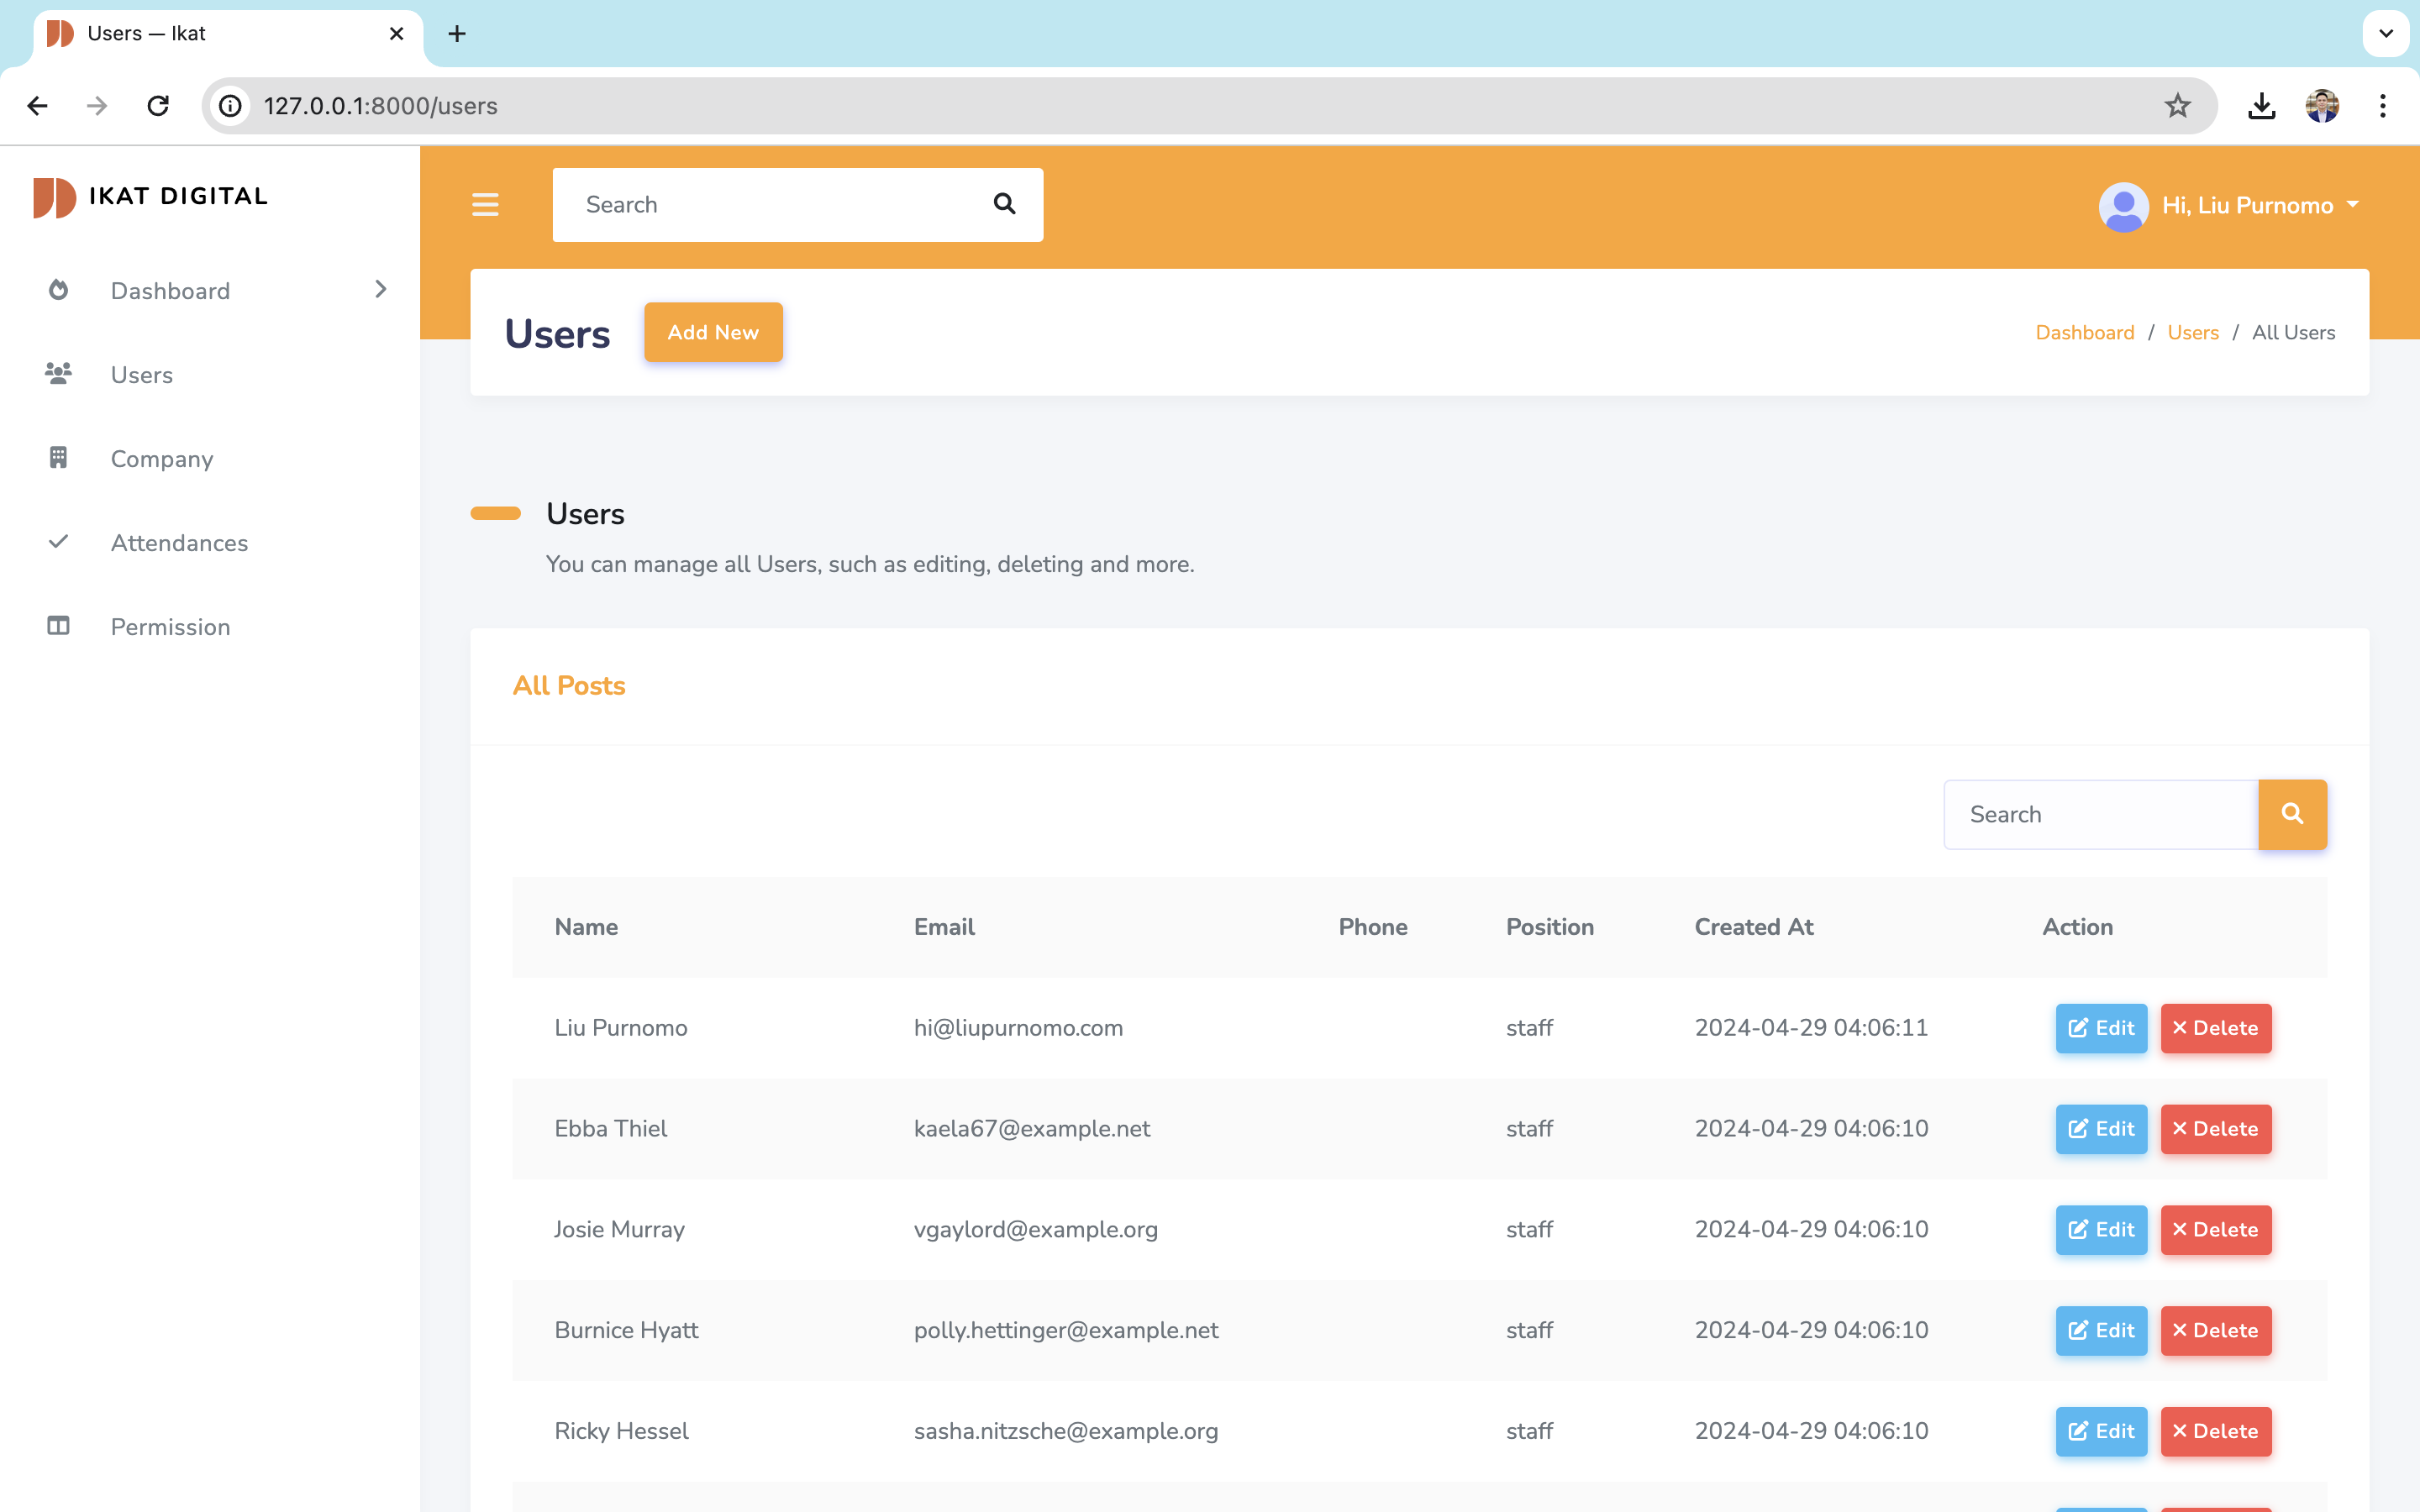 Users — Ikat
127.0.0.1:8000/users
IKAT DIGITAL
Search
Hi, Liu Purnomo
Dashboard
Users
Company
Attendances
Permission
Users
Add New
Dashboard / Users / All Users
Users
You can manage all Users, such as editing, deleting and more.
All Posts
Search
Name Email Phone Position Created At Action
Liu Purnomo hi@liupurnomo.com staff 2024-04-29 04:06:11 Edit Delete
Ebba Thiel kaela67@example.net staff 2024-04-29 04:06:10 Edit Delete
Josie Murray vgaylord@example.org staff 2024-04-29 04:06:10 Edit Delete
Burnice Hyatt polly.hettinger@example.net staff 2024-04-29 04:06:10 Edit Delete
Ricky Hessel sasha.nitzsche@example.org staff 2024-04-29 04:06:10 Edit Delete